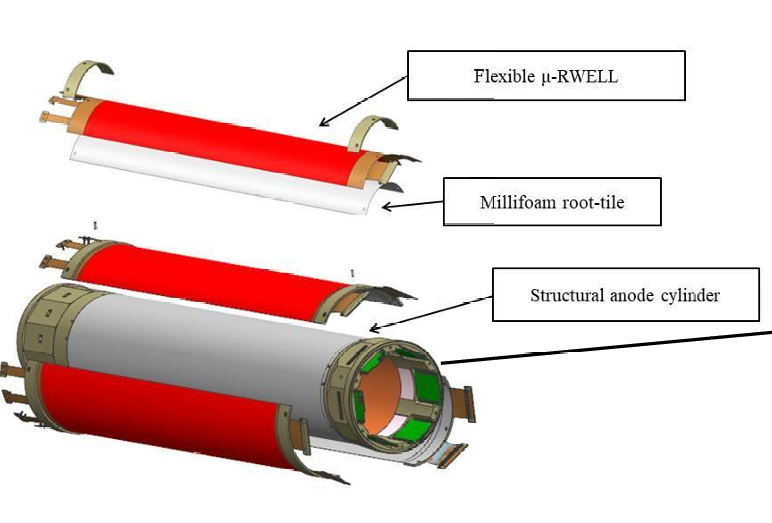 Flexible μ-RWELL
Millifoam root-tile
Structural anode cylinder